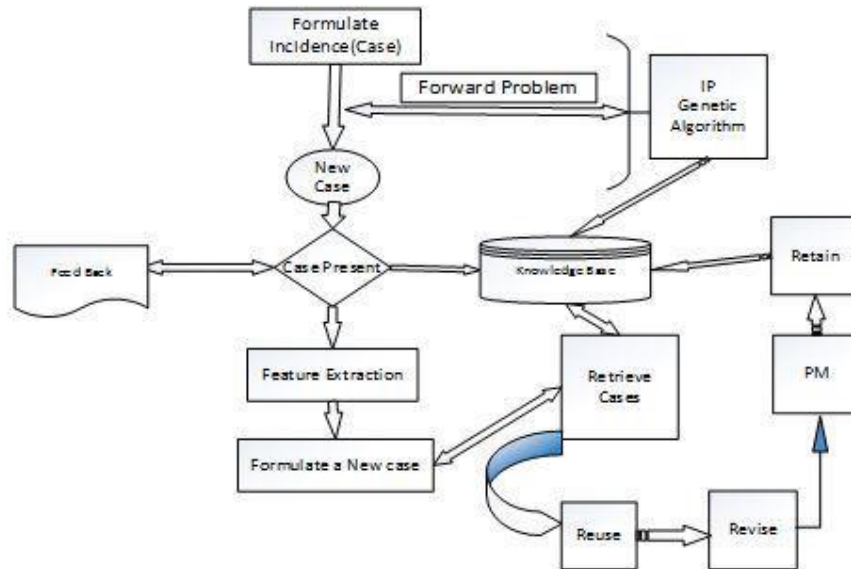 Formulate
Incidence(Case)
Forward Problem
IP
Genetic
Algorithm
New
Case
Feed Back
Case Present
Knowledge Base
Retain
Feature Extraction
Retrieve
Cases
PM
Formulate a New case
Reuse
Revise